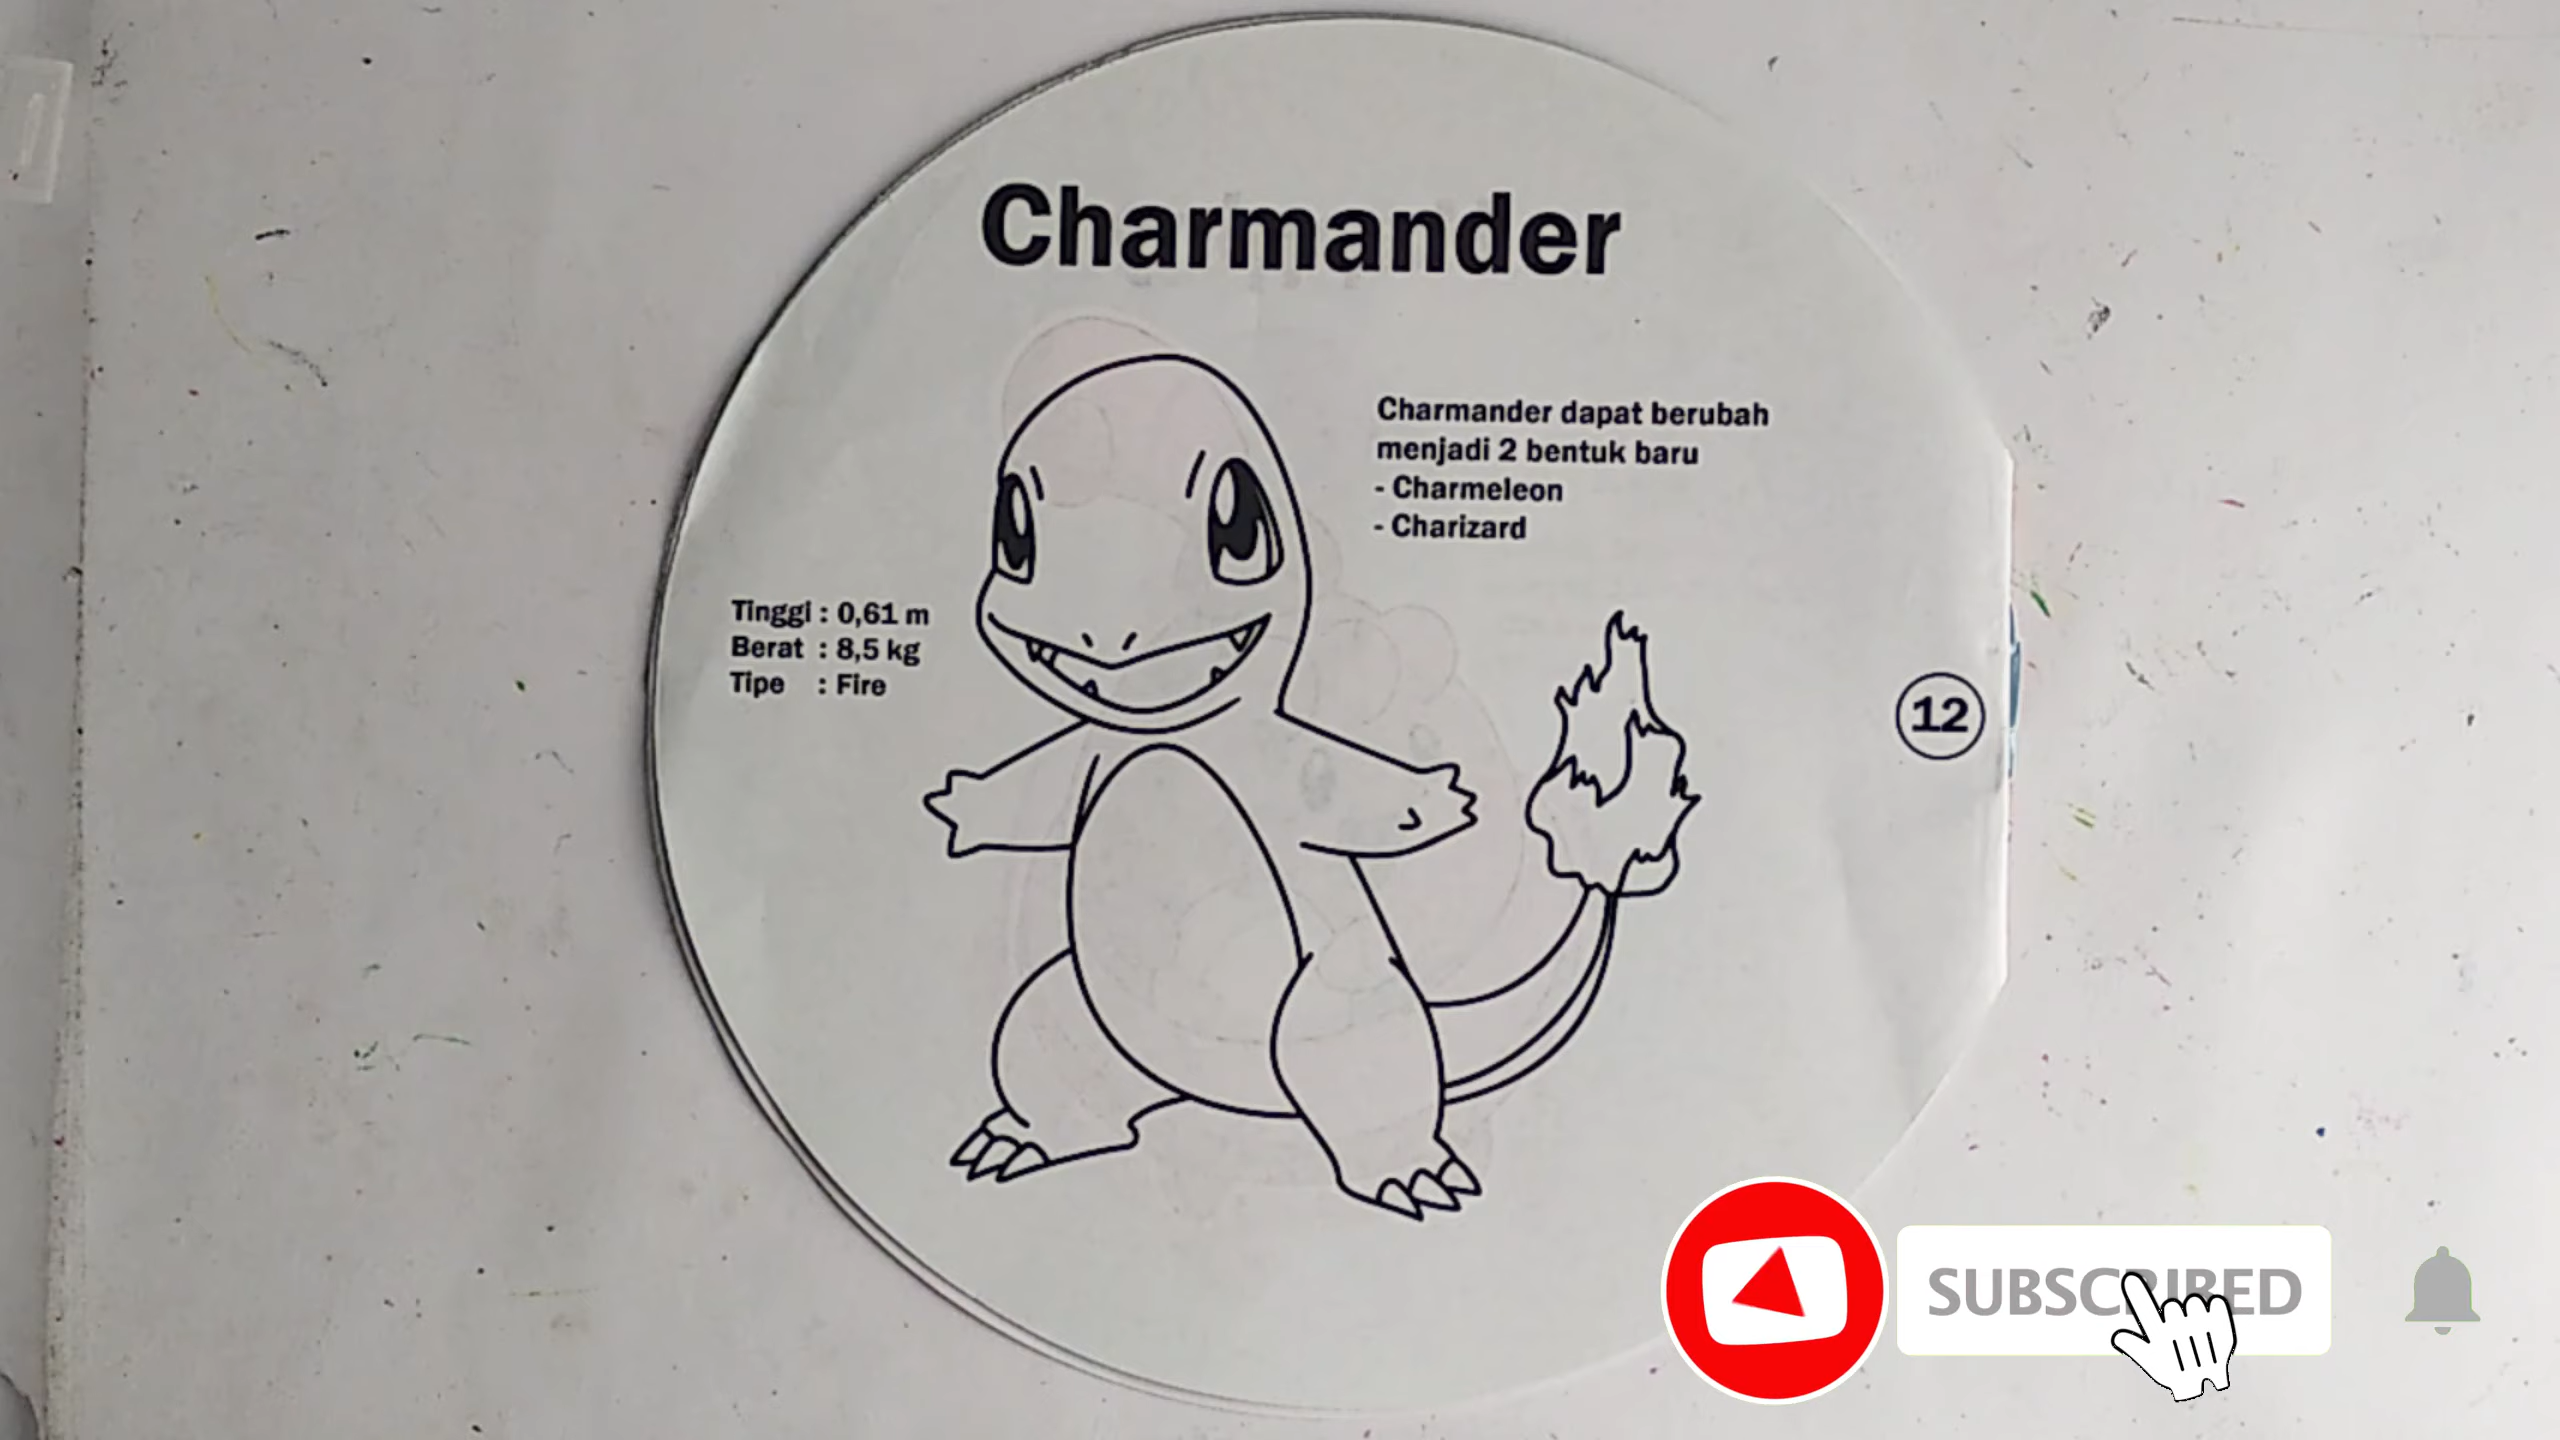 Charmander
Charmander dapat berubah
menjadi 2 bentuk baru
- Charmeleon
- Charizard
Tinggi : 0,61 m
Berat : 8,5 kg
Tipe : Fire
12
SUBSCRIBED